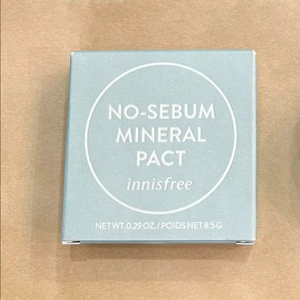 NO-SEBUM
MINERAL
PACT
innisfree
NET WT. 0.29 OZ. / POIDS NET 8.5 G